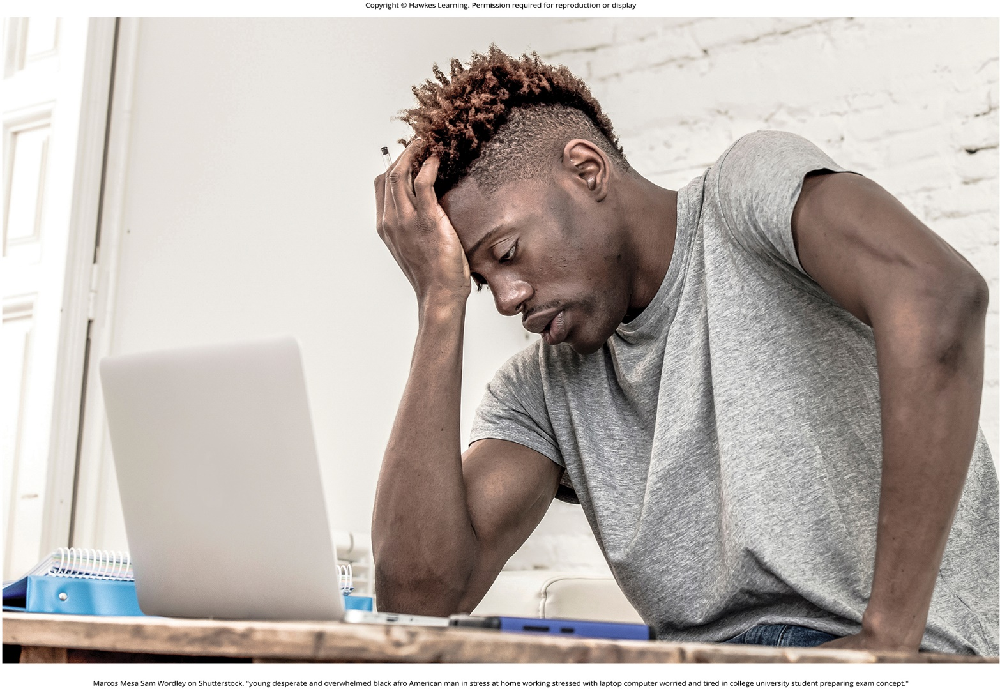 Copyright © Hawkes Learning. Permission required for reproduction or display
Marcos Mesa Sam Wordley on Shutterstock. "young desperate and overwhelmed black afro American man in stress at home working stressed with laptop computer worried and tired in college university student preparing exam concept."